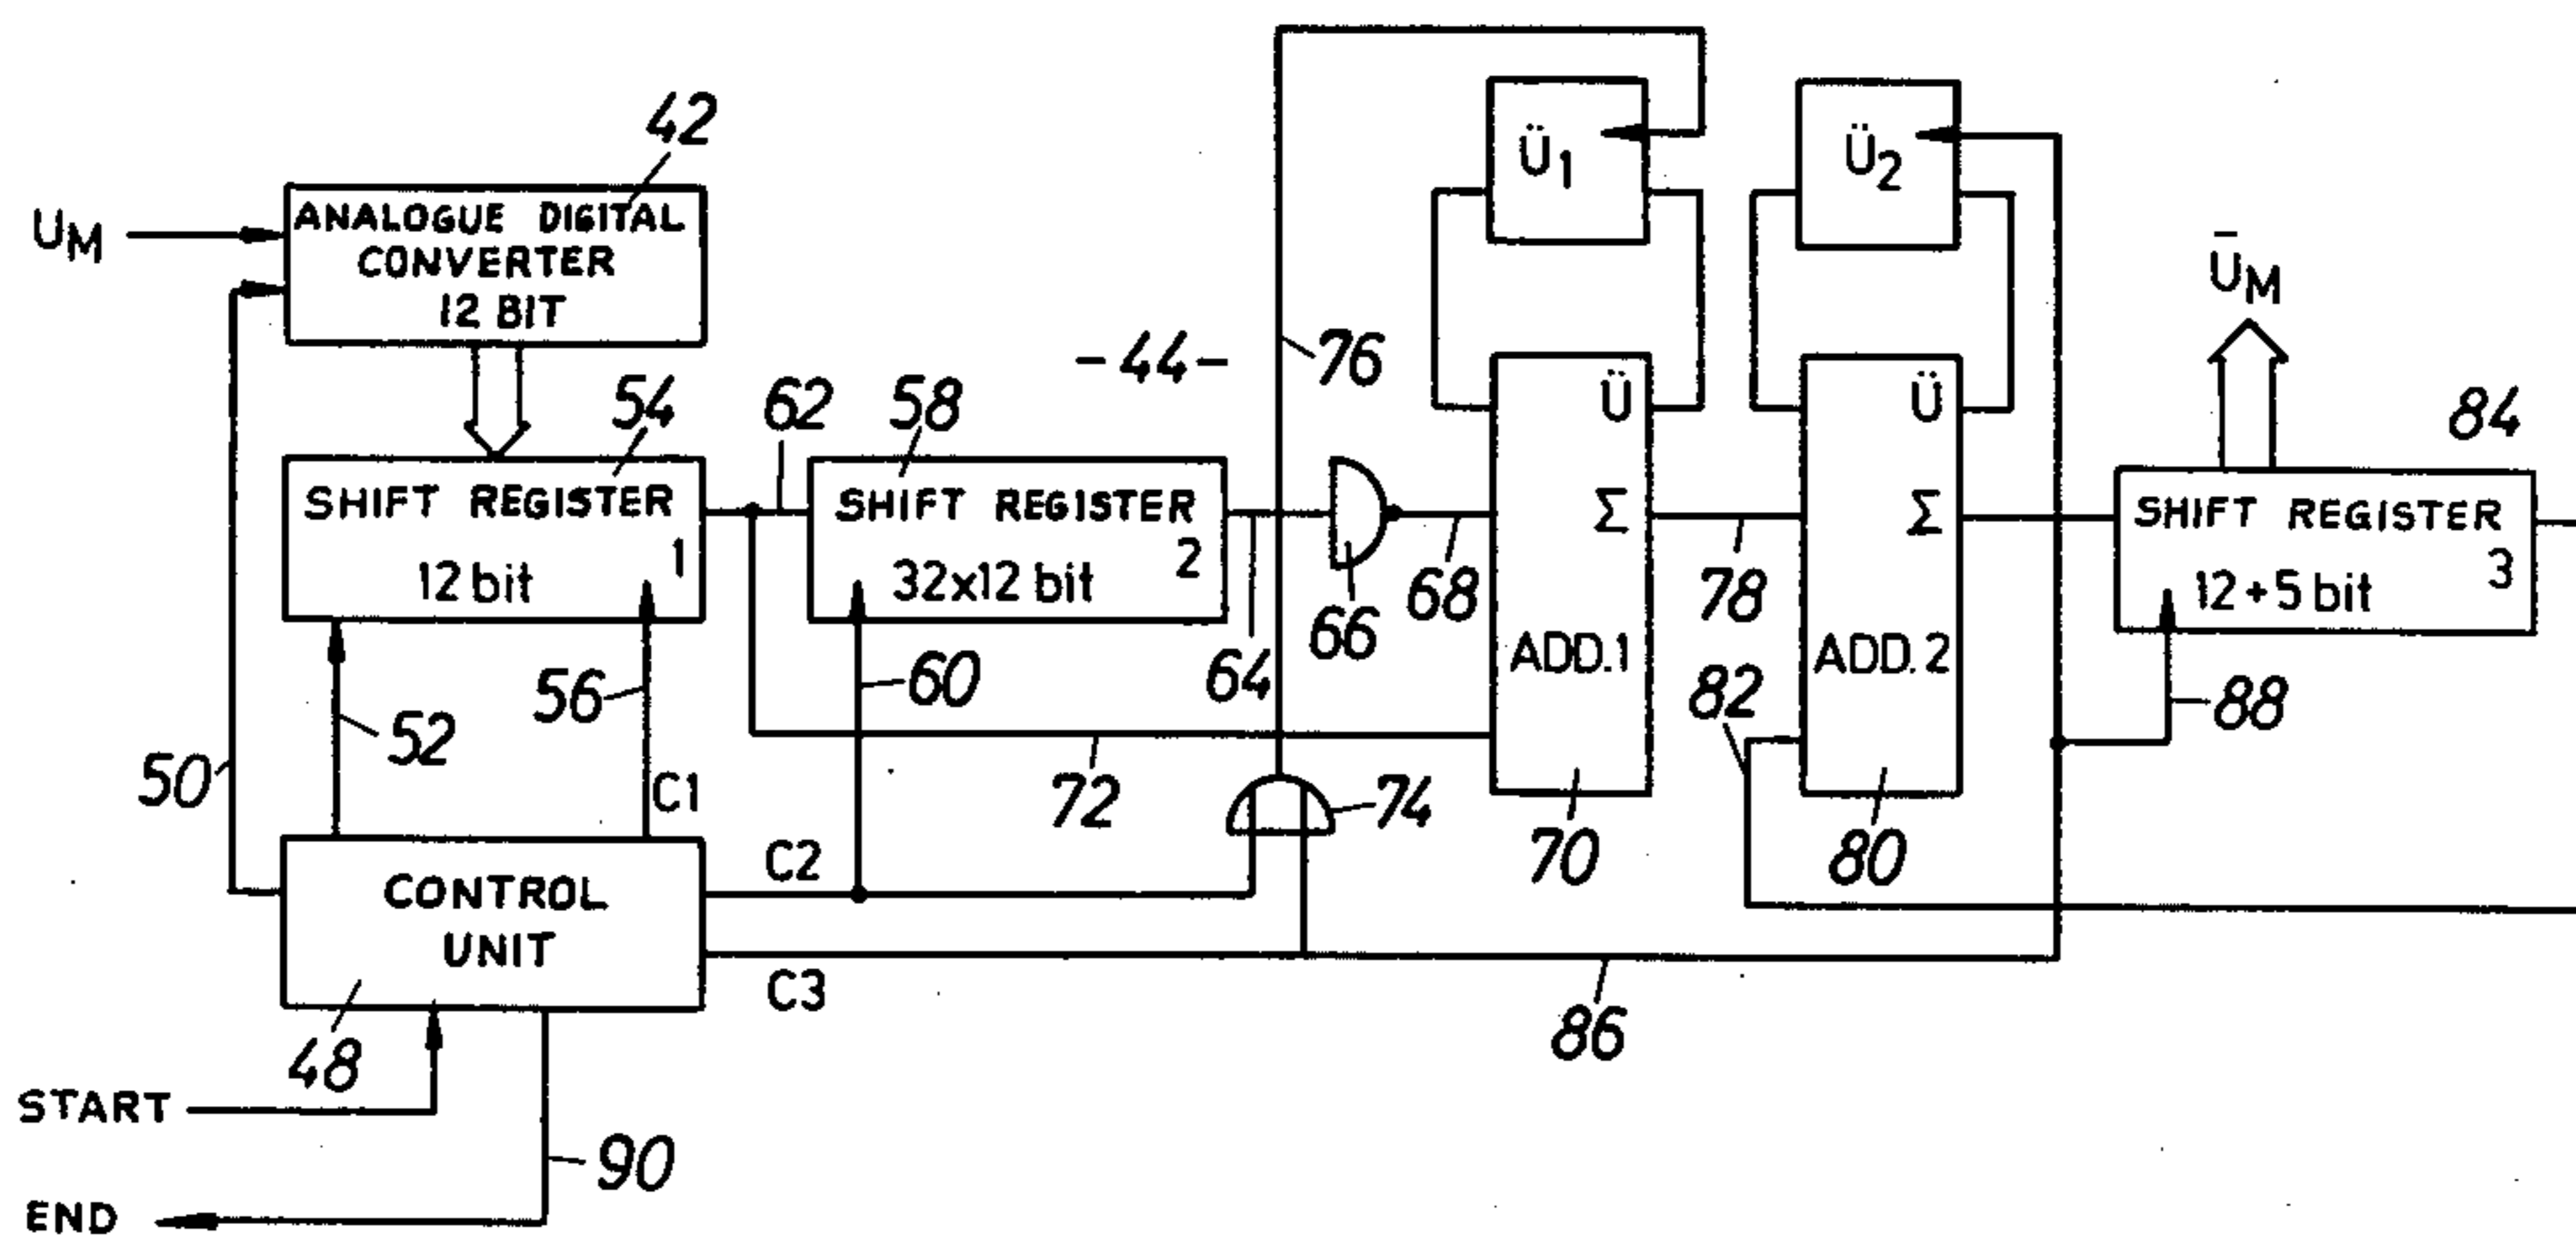 42
U_M
ANALOGUE DIGITAL
CONVERTER
12 BIT
Ü1
Ü2
Ū_M
-44-
76
54
62
58
Ü
Ü
84
SHIFT REGISTER
12 bit
1
SHIFT REGISTER
32x12 bit
2
Σ
Σ
SHIFT REGISTER
12+5 bit
3
66
68
78
ADD.1
ADD.2
50
52
56
60
64
82
88
C1
72
74
70
80
C2
CONTROL
UNIT
C3
86
48
START
90
END